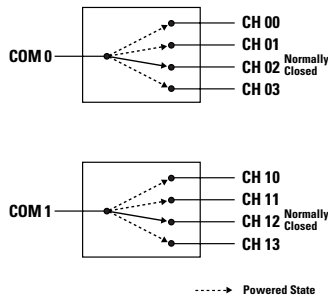 COM 0
CH 00
CH 01
CH 02 Normally Closed
CH 03
COM 1
CH 10
CH 11
CH 12 Normally Closed
CH 13
Powered State